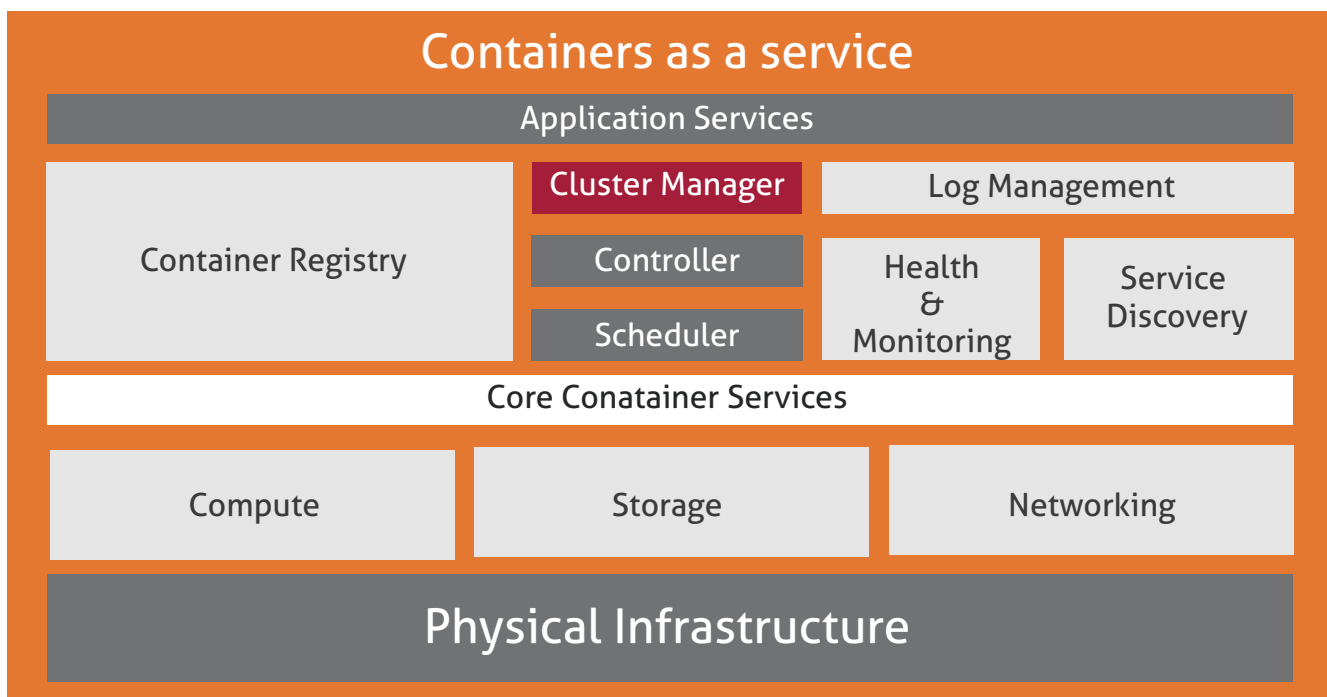 Containers as a service
Application Services
Container Registry
Cluster Manager
Controller
Scheduler
Log Management
Health
&
Monitoring
Service
Discovery
Core Conatainer Services
Compute
Storage
Networking
Physical Infrastructure